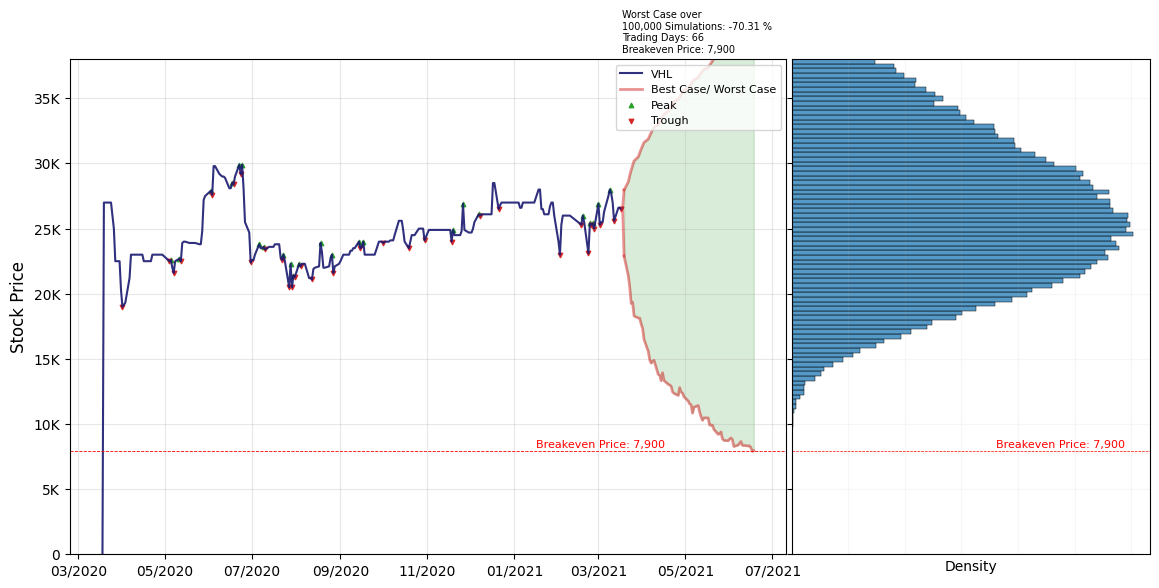 Worst Case over
100,000 Simulations: -70.31 %
Trading Days: 66
Breakeven Price: 7,900
VHL
Best Case/ Worst Case
Peak
Trough
35K
30K
25K
20K
15K
10K
5K
0
Stock Price
Breakeven Price: 7,900
Breakeven Price: 7,900
03/2020 05/2020 07/2020 09/2020 11/2020 01/2021 03/2021 05/2021 07/2021
Density